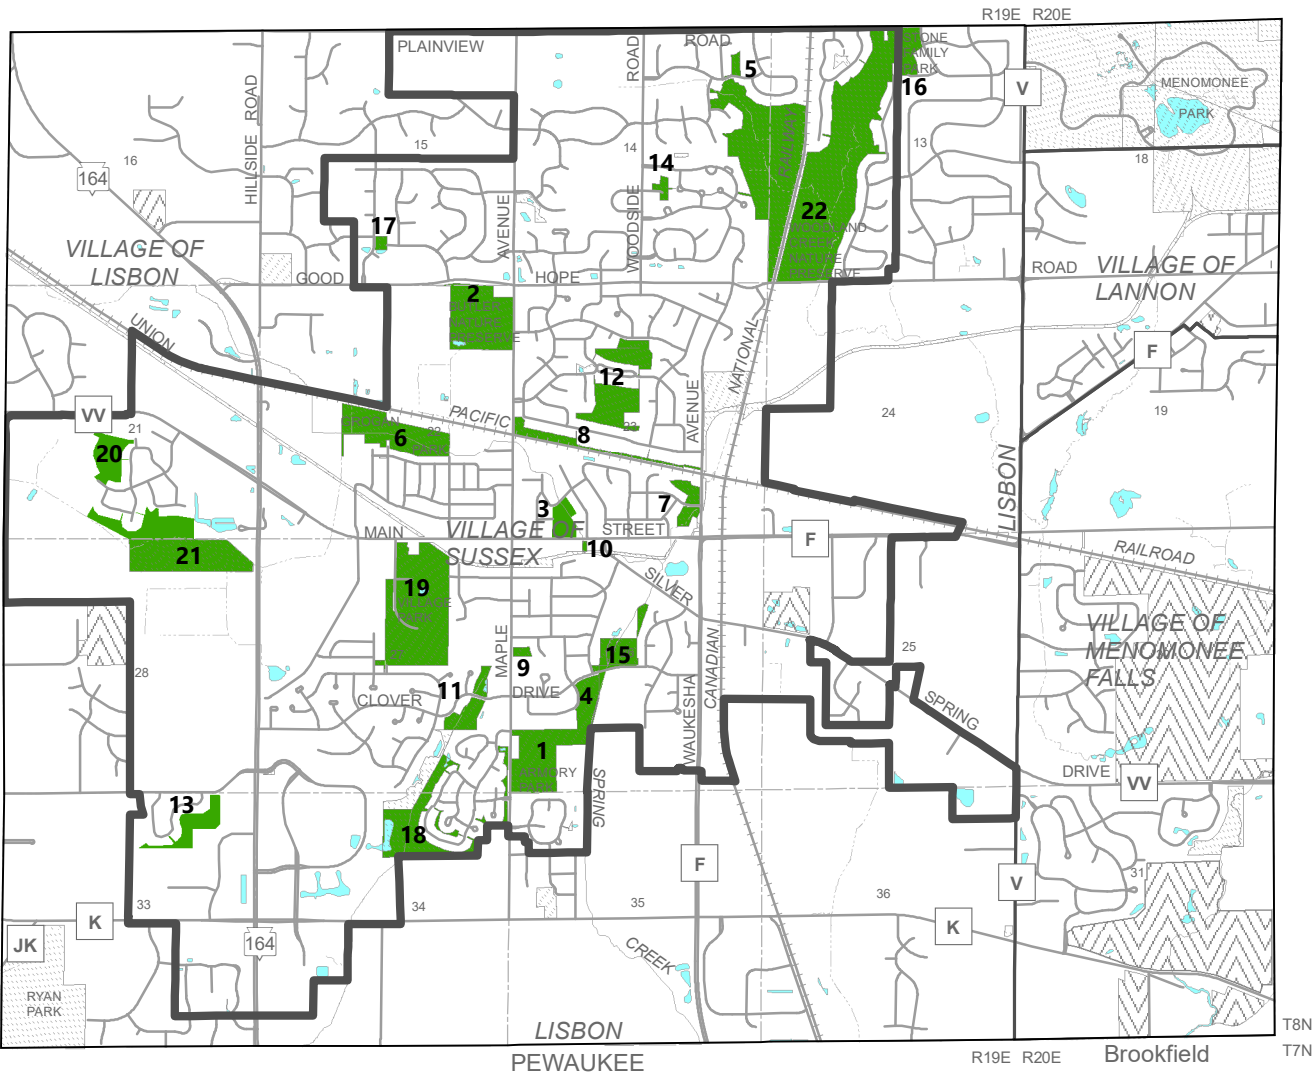 R19E R20E
PLAINVIEW
ROAD
ROAD
STONE
FAMILY
PARK
5
16
V
MENOMONEE
PARK
HILLSIDE ROAD
15
16
14
14
13
18
164
RAILWAY
17
AVENUE
WOODSIDE
22
WOODLAND
CREEK
NATURE
PRESERVE
VILLAGE OF
LISBON
GOOD
HOPE
ROAD
VILLAGE OF
LANNON
2
BUTLER
NATURE
PRESERVE
UNION
NATIONAL
F
12
VV
21
GROGAN
PARK
22
6
PACIFIC
8
23
AVENUE
24
19
20
LISBON
3
7
MAIN
VILLAGE OF
SUSSEX
STREET
F
10
21
RAILROAD
19
VILLAGE
PARK
SILVER
VILLAGE OF
MENOMONEE
FALLS
27
28
MAPLE
9
15
25
11
CLOVER
DRIVE
4
WAUKESHA
CANADIAN
SPRING
1
ARMORY
PARK
SPRING
DRIVE
VV
13
18
F
V
31
33
34
35
36
K
K
JK
164
CREEK
RYAN
PARK
LISBON
PEWAUKEE
T8N
T7N
R19E R20E
Brookfield